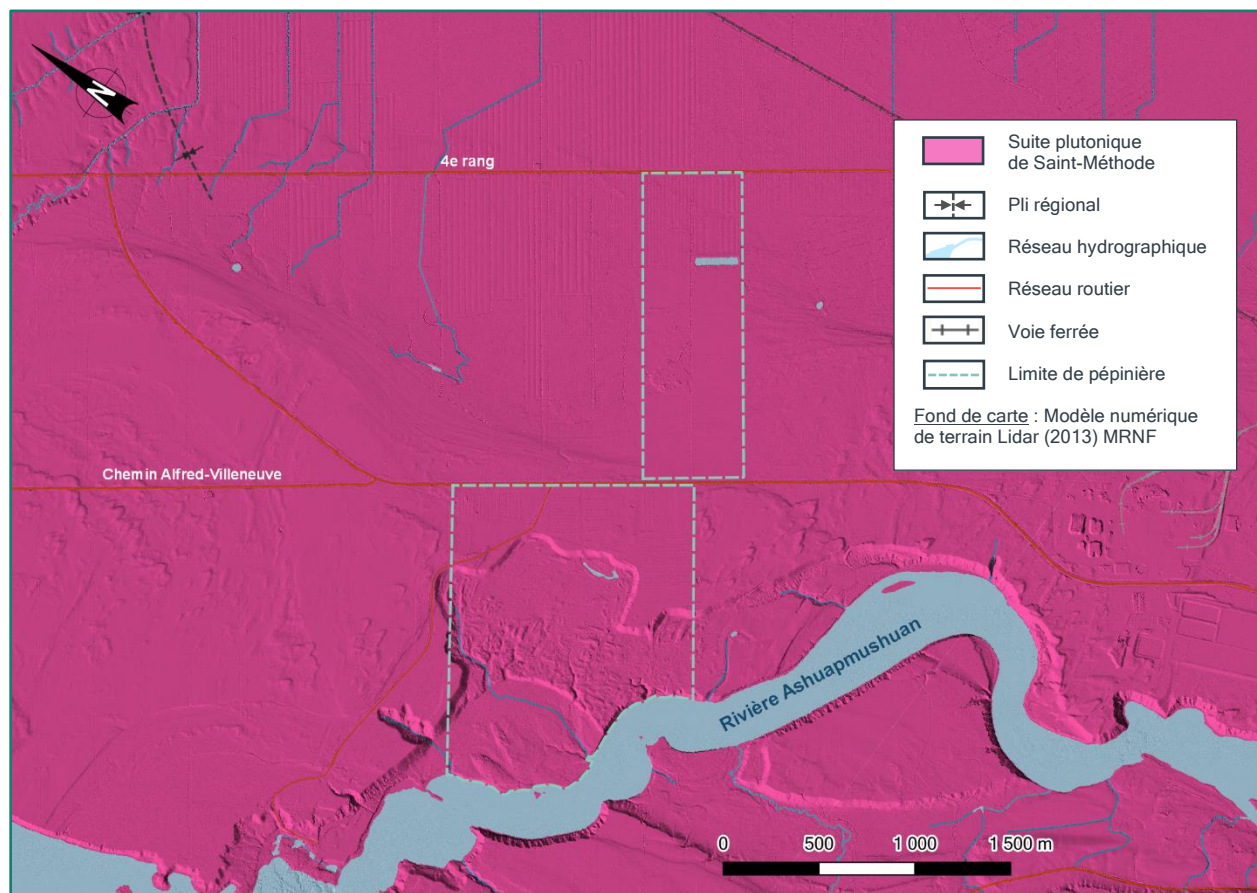 N
4e rang
Suite plutonique
de Saint-Méthode
Pli régional
Réseau hydrographique
Réseau routier
Voie ferrée
Limite de pépinière
Fond de carte : Modèle numérique
de terrain Lidar (2013) MRNF
Chemin Alfred-Villeneuve
Rivière Ashuapmushuan
0 500 1 000 1 500 m